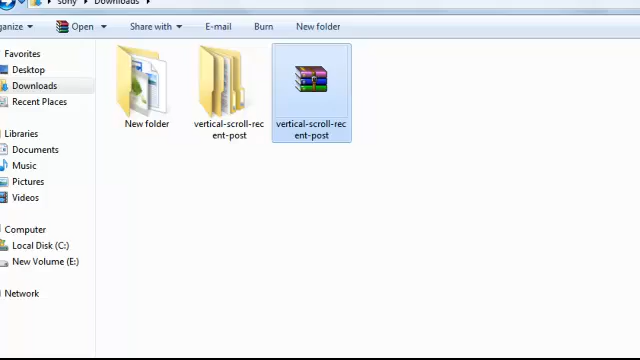 sony ▸ Downloads ▸
ganize ▾ Open ▾ Share with ▾ E-mail Burn New folder
Favorites
Desktop
Downloads
Recent Places
Libraries
Documents
Music
Pictures
Videos
Computer
Local Disk (C:)
New Volume (E:)
Network
New folder
vertical-scroll-rec
ent-post
vertical-scroll-rec
ent-post